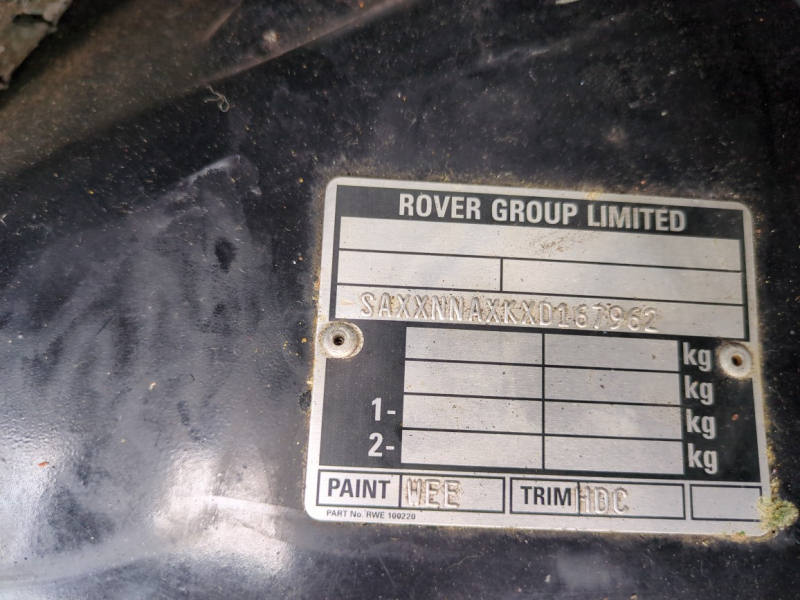 ROVER GROUP LIMITED
SAXXNNAXKXD167962
kg
kg
1- kg
2- kg
PAINT WEE TRIM HDC
PART No. RWE 100220